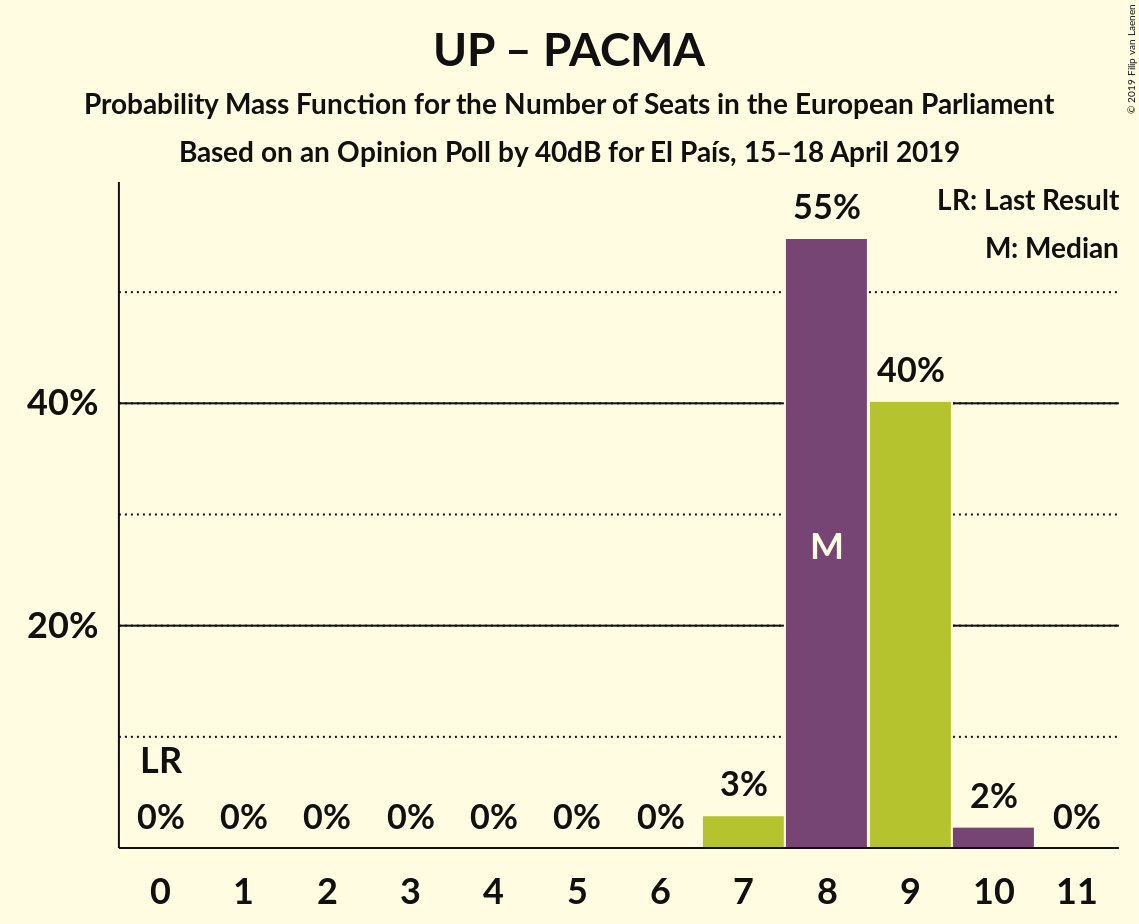 UP – PACMA
Probability Mass Function for the Number of Seats in the European Parliament
Based on an Opinion Poll by 40dB for El País, 15–18 April 2019
© 2019 Filip van Laenen
LR: Last Result
M: Median
55%
40%
40%
M
20%
LR
0% 0% 0% 0% 0% 0% 0% 3% 2% 0%
0 1 2 3 4 5 6 7 8 9 10 11